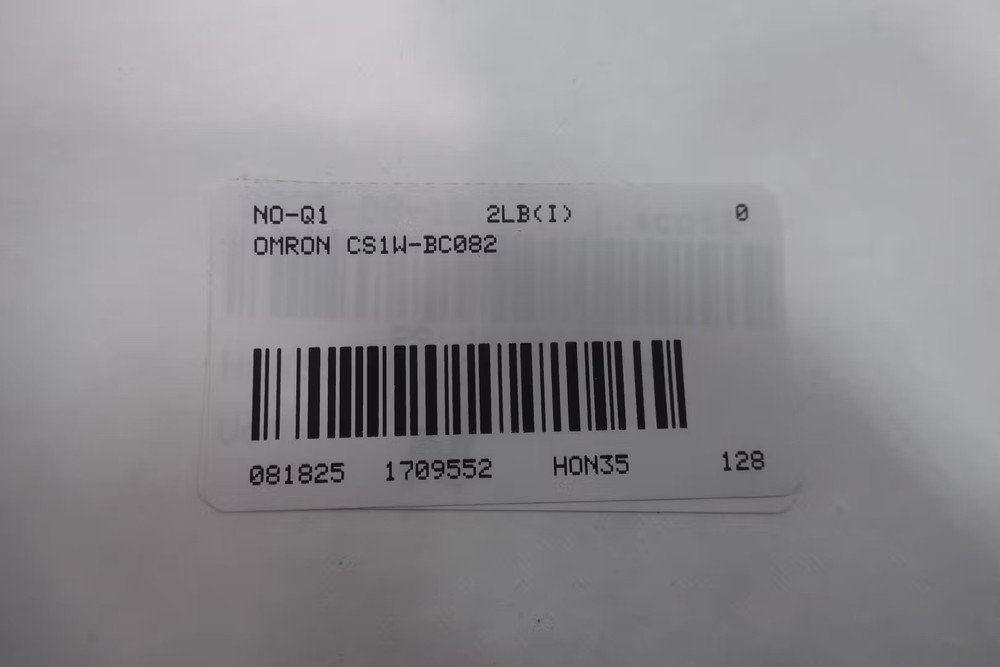 NO-Q1 2LB(I) 0
OMRON CS1W-BC082
081825 1709552 HON35 128